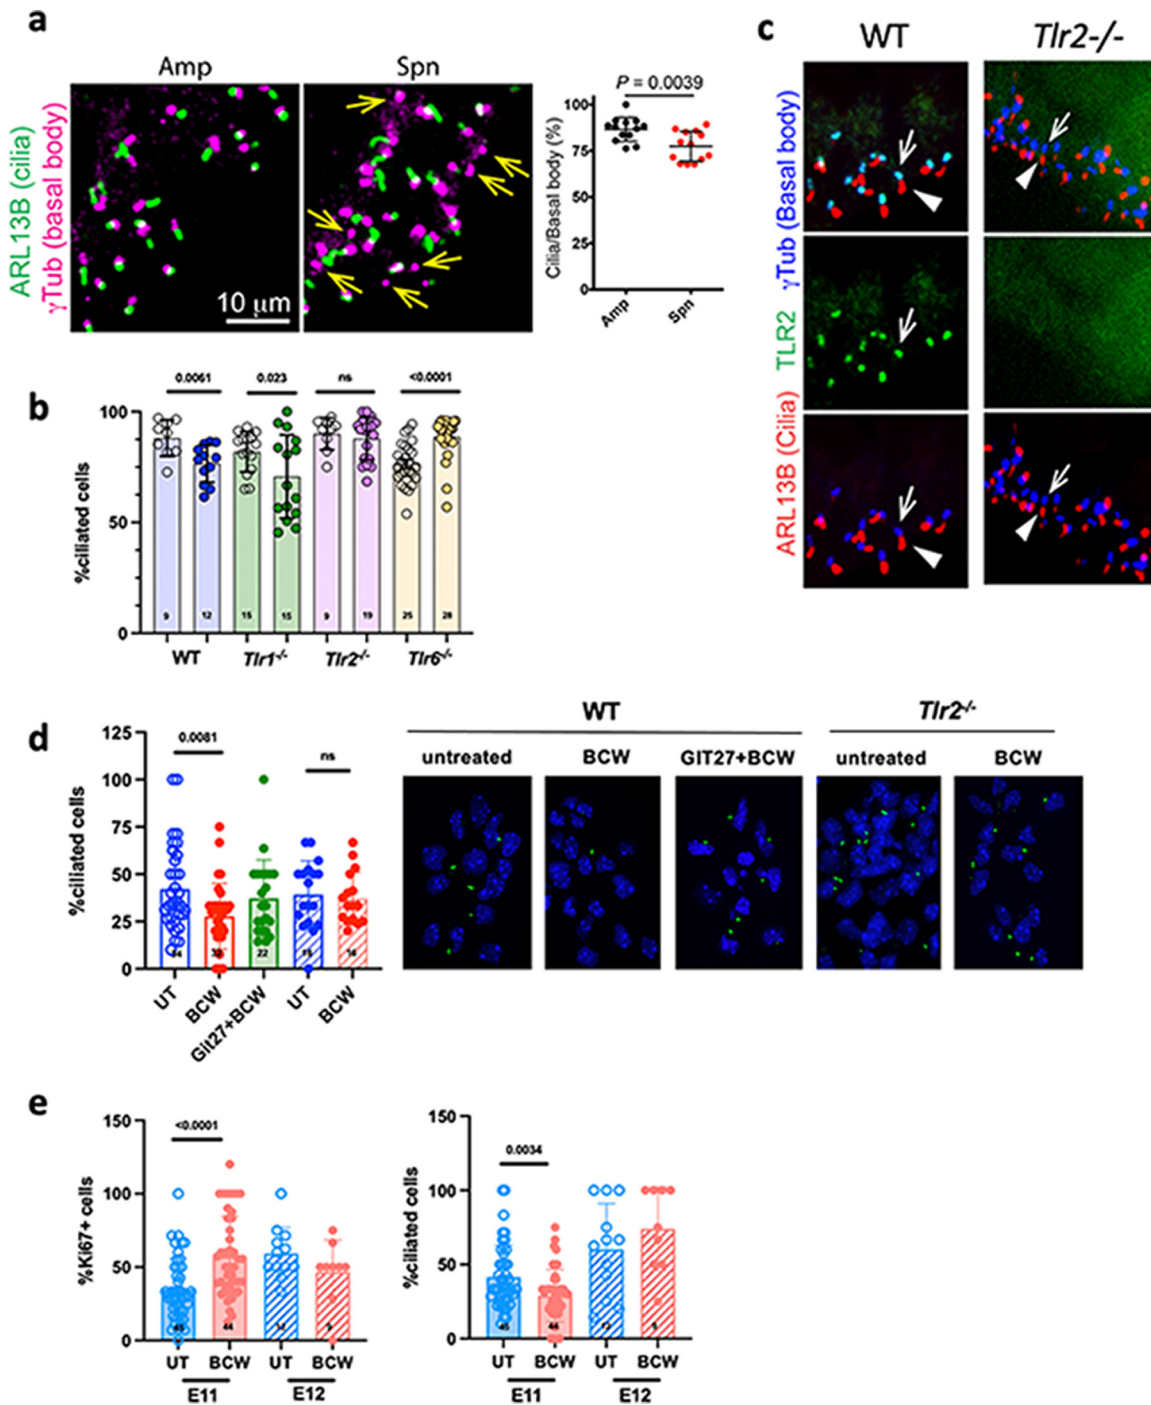 a
Amp
Spn
ARL13B (cilia)
γTub (basal body)
10 μm
P = 0.0039
Cilia/Basal body (%)
100
75
50
25
0
Amp
Spn
c
WT
Tlr2-/-
γTub (Basal body)
TLR2
ARL13B (Cilia)
b
0.0061
0.023
ns
<0.0001
%ciliated cells
100
50
0
9
12
15
15
9
19
25
28
WT
Tlr1-/-
Tlr2-/-
Tlr6-/-
d
0.0081
ns
%ciliated cells
125
100
75
50
25
0
22
UT
BCW
Git27+BCW
UT
BCW
WT
Tlr2-/-
untreated
BCW
GIT27+BCW
untreated
BCW
e
<0.0001
%Ki67+ cells
150
100
50
0
44
UT
BCW
UT
BCW
E11
E12
0.0034
%ciliated cells
150
100
50
0
45
44
UT
BCW
UT
BCW
E11
E12